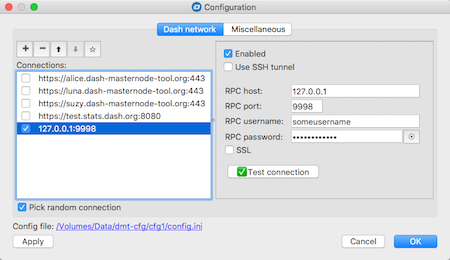 Configuration
Dash network Miscellaneous
Connections:
https://alice.dash-masternode-tool.org:443
https://luna.dash-masternode-tool.org:443
https://suzy.dash-masternode-tool.org:443
https://test.stats.dash.org:8080
127.0.0.1:9998
Pick random connection
Enabled
Use SSH tunnel
RPC host: 127.0.0.1
RPC port: 9998
RPC username: someusername
RPC password: ••••••••••••
SSL
Test connection
Config file: /Volumes/Data/dmt-cfg/cfg1/config.ini
Apply Cancel OK